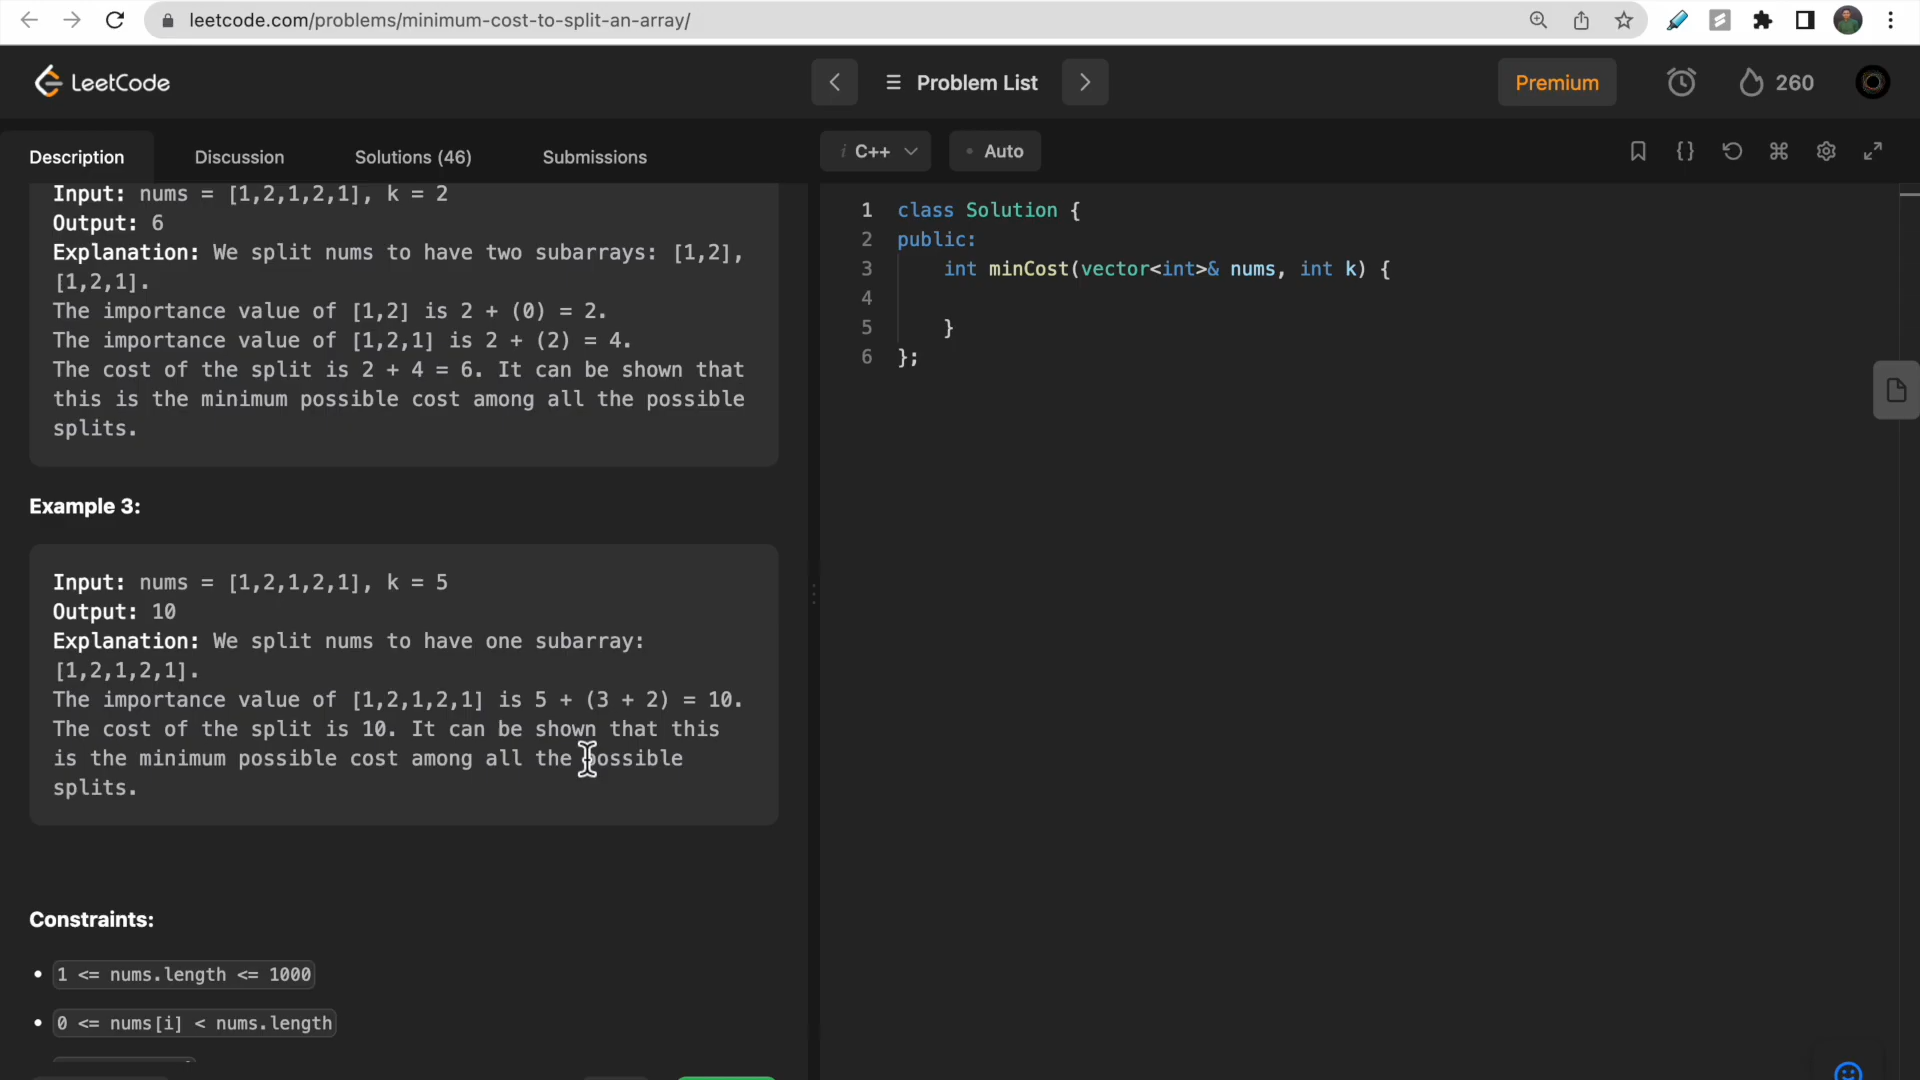 leetcode.com/problems/minimum-cost-to-split-an-array/
LeetCode
Problem List
Premium
260
Description
Discussion
Solutions (46)
Submissions
i C++
• Auto
Input: nums = [1,2,1,2,1], k = 2
Output: 6
Explanation: We split nums to have two subarrays: [1,2],
[1,2,1].
The importance value of [1,2] is 2 + (0) = 2.
The importance value of [1,2,1] is 2 + (2) = 4.
The cost of the split is 2 + 4 = 6. It can be shown that
this is the minimum possible cost among all the possible
splits.
Example 3:
Input: nums = [1,2,1,2,1], k = 5
Output: 10
Explanation: We split nums to have one subarray:
[1,2,1,2,1].
The importance value of [1,2,1,2,1] is 5 + (3 + 2) = 10.
The cost of the split is 10. It can be shown that this
is the minimum possible cost among all the possible
splits.
Constraints:
• 1 <= nums.length <= 1000
• 0 <= nums[i] < nums.length
1 class Solution {
2 public:
3 int minCost(vector<int>& nums, int k) {
4
5 }
6 };